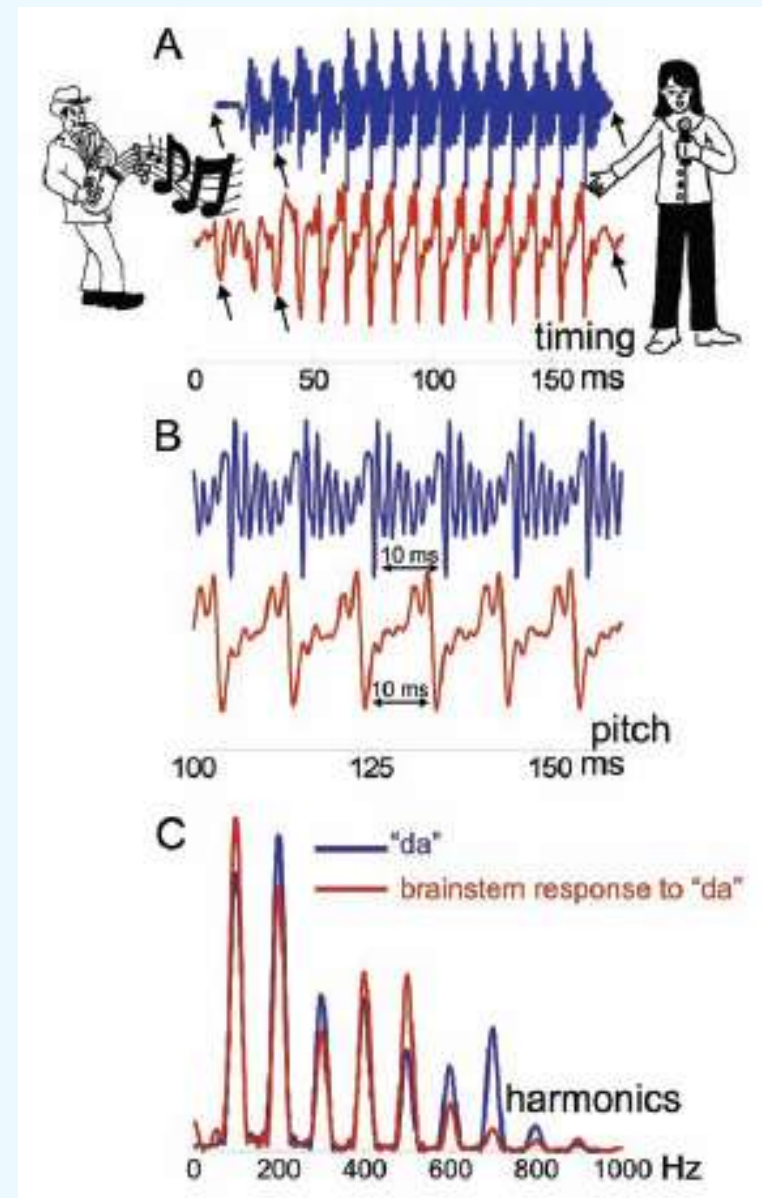 A
timing
0 50 100 150 ms
B
10 ms
10 ms
pitch
100 125 150 ms
C
"da"
brainstem response to "da"
harmonics
0 200 400 600 800 1000 Hz